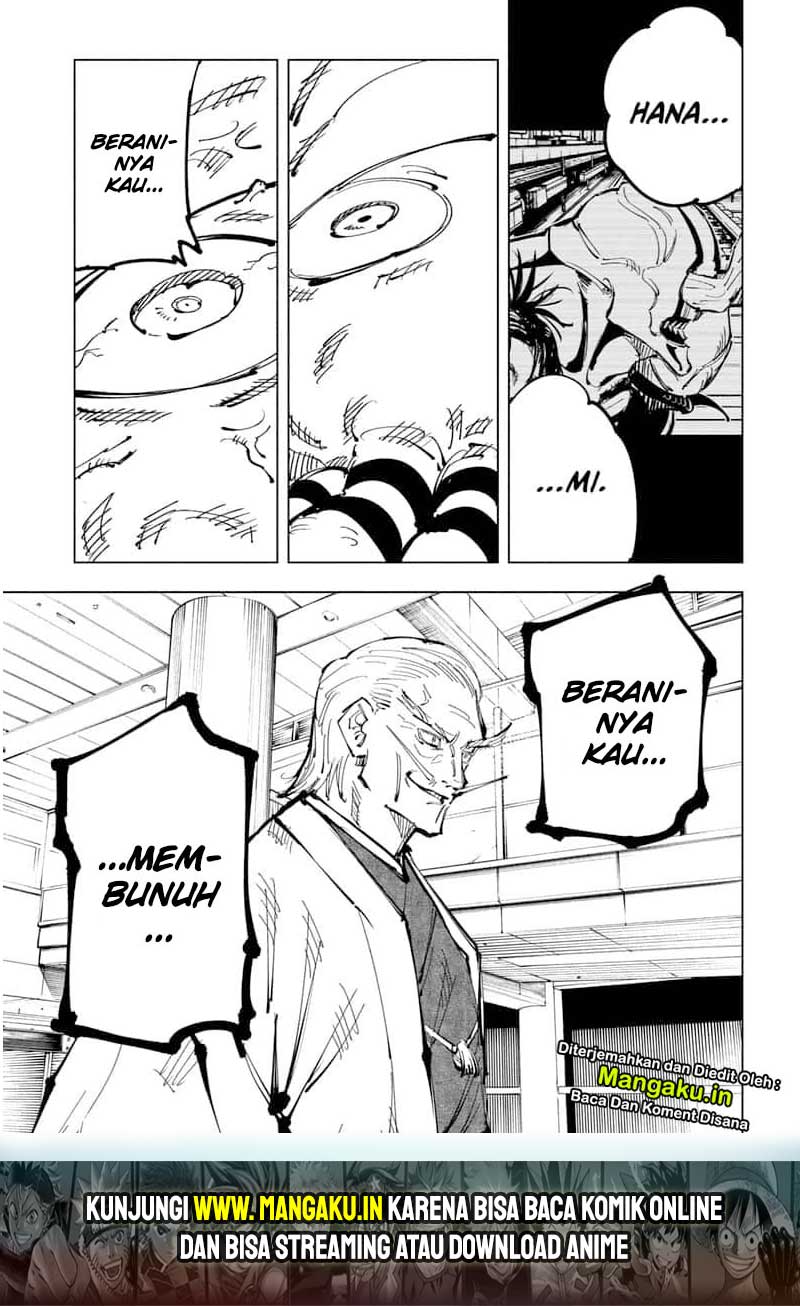 HANA...
...MI.
BERANI-
NYA
KAU...
BERANI-
NYA
KAU...
...MEM-
BUNUH
...
Diterjemahkan dan Diedit Oleh :
Mangaku.in
Baca Dan Koment Disana
KUNJUNGI WWW. MANGAKU.IN KARENA BISA BACA KOMIK ONLINE
DAN BISA STREAMING ATAU DOWNLOAD ANIME